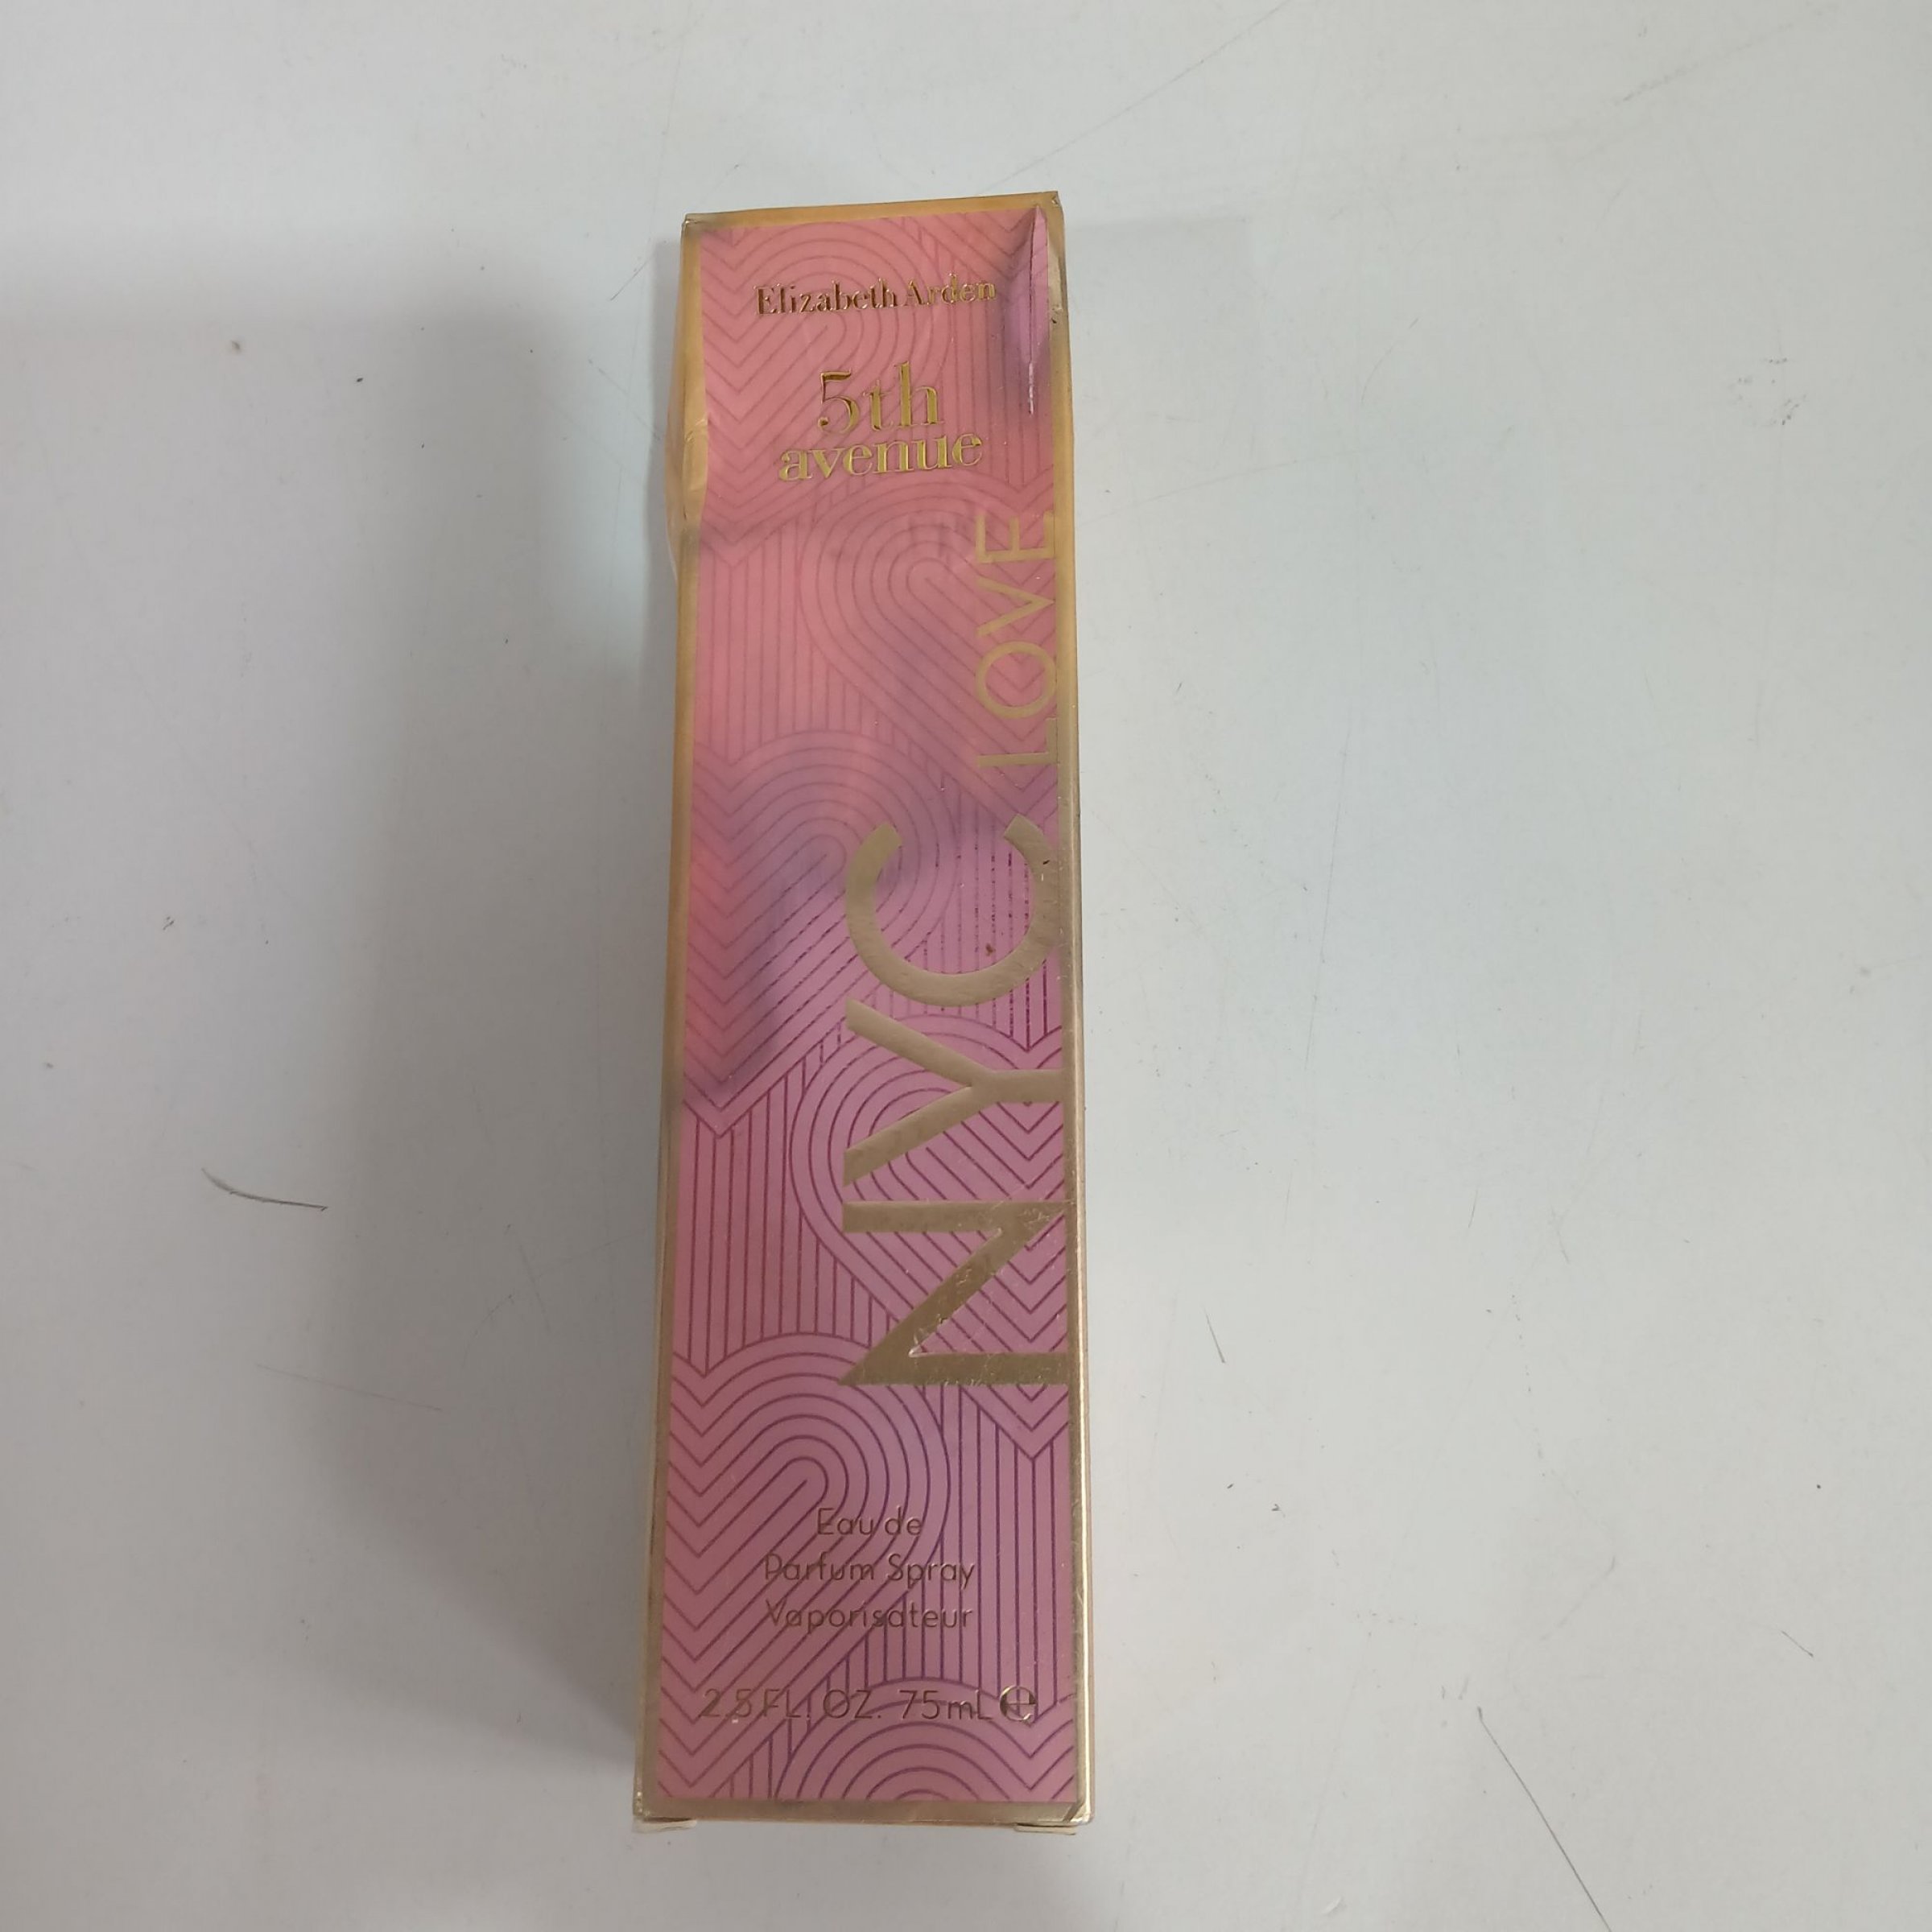 Elizabeth Arden
5th
avenue
NYC LOVE
Eau de
Parfum Spray
Vaporisateur
2.5 FL. OZ. 75 mL ℮